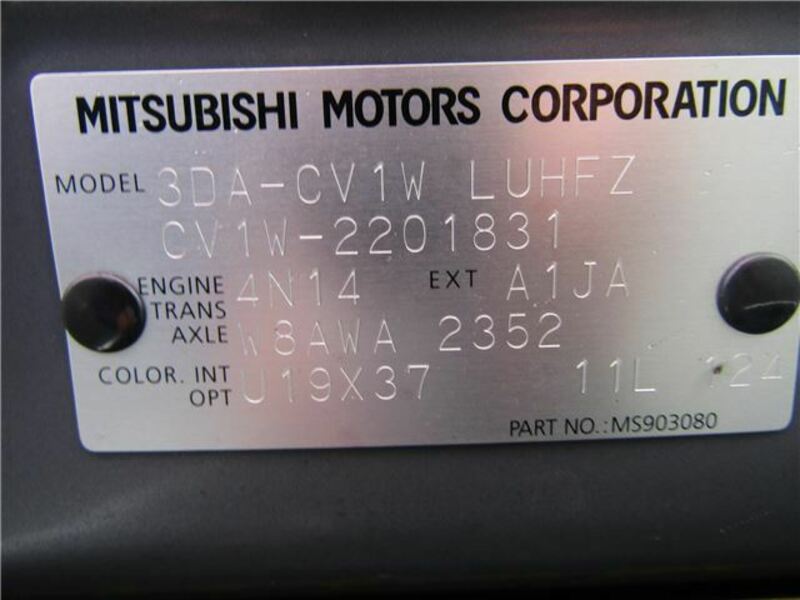 MITSUBISHI MOTORS CORPORATION
MODEL 3DA-CV1W LUHFZ
CV1W-2201831
ENGINE 4N14 EXT A1JA
TRANS
AXLE W8AWA 2352
COLOR. INT U19X37 11L 124
OPT
PART NO.: MS903080